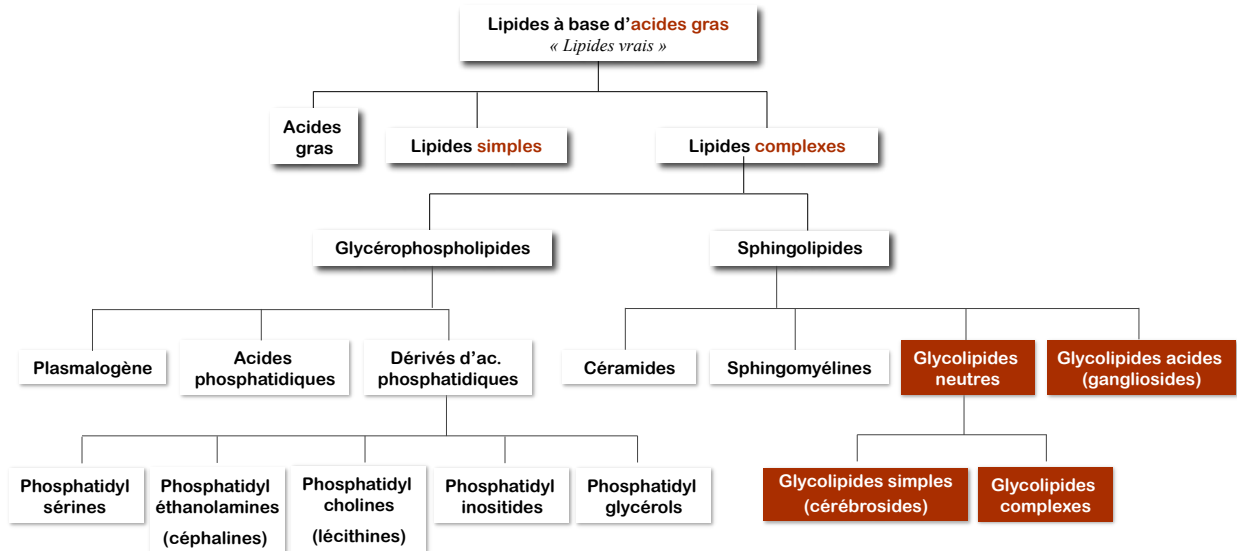 Lipides à base d'acides gras
« Lipides vrais »
Acides
gras
Lipides simples
Lipides complexes
Glycérophospholipides
Sphingolipides
Plasmalogène
Acides
phosphatidiques
Dérivés d'ac.
phosphatidiques
Céramides
Sphingomyélines
Glycolipides
neutres
Glycolipides acides
(gangliosides)
Phosphatidyl
sérines
Phosphatidyl
éthanolamines
(céphalines)
Phosphatidyl
cholines
(lécithines)
Phosphatidyl
inositides
Phosphatidyl
glycérols
Glycolipides simples
(cérébrosides)
Glycolipides
complexes